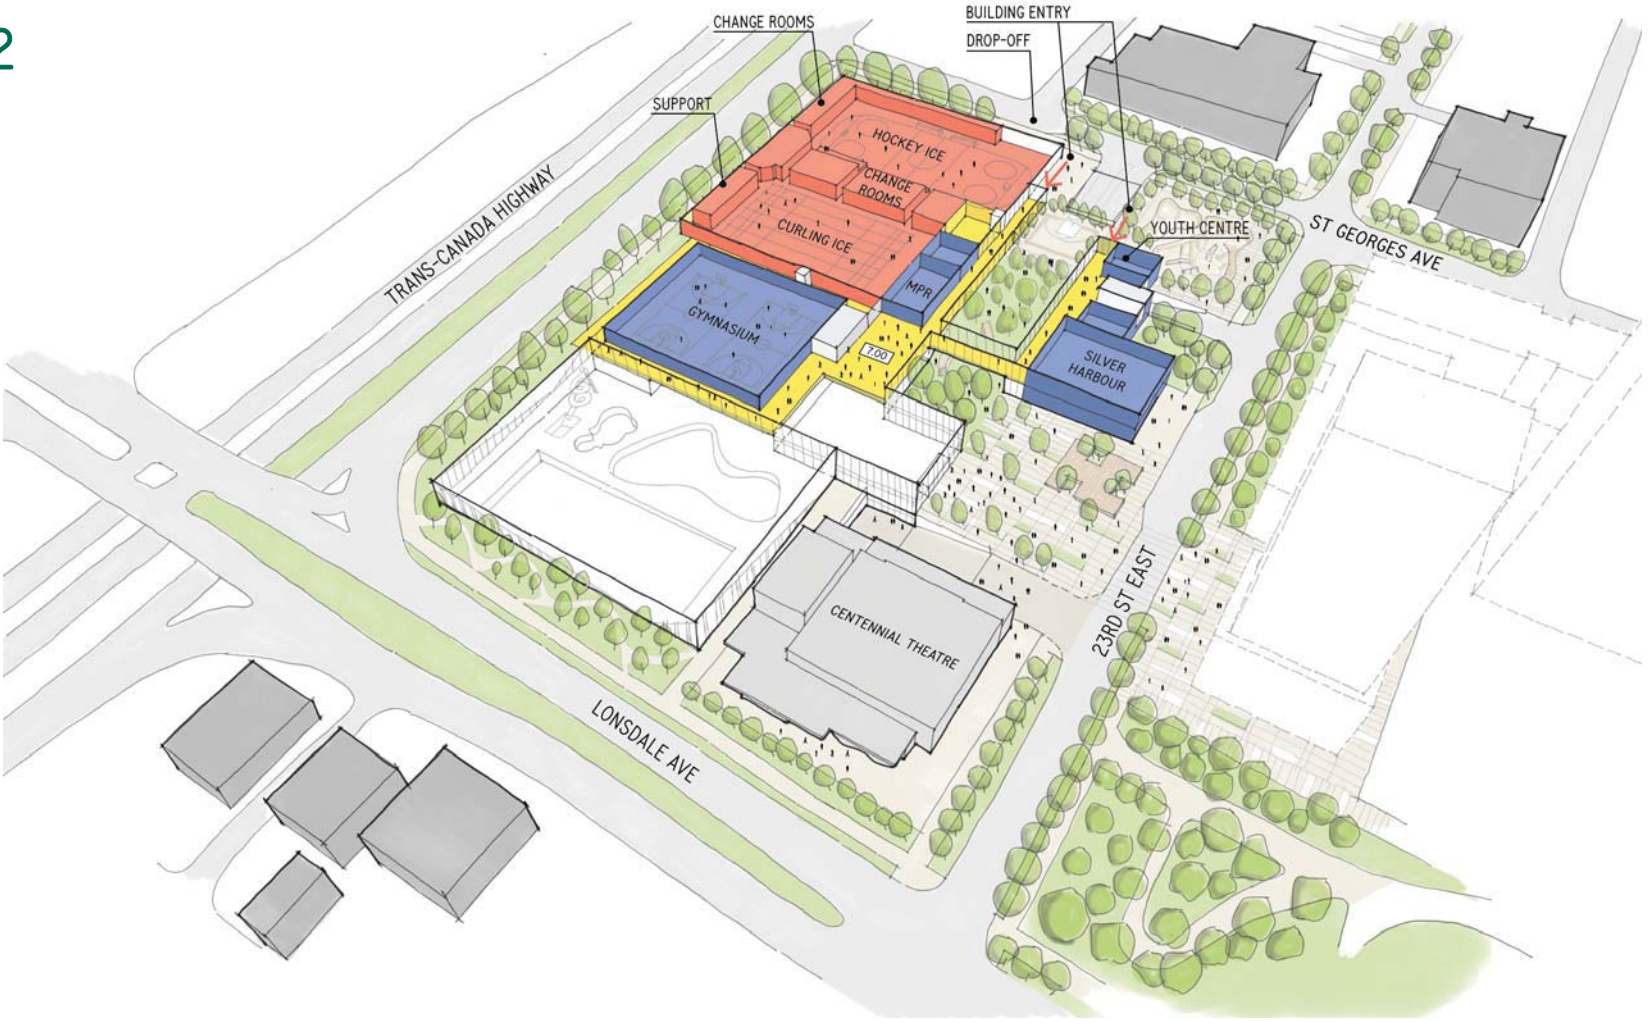 2
CHANGE ROOMS
BUILDING ENTRY
DROP-OFF
SUPPORT
HOCKEY ICE
CHANGE
ROOMS
CURLING ICE
TRANS-CANADA HIGHWAY
YOUTH CENTRE
ST GEORGES AVE
MPR
GYMNASIUM
7.00
SILVER
HARBOUR
23RD ST EAST
CENTENNIAL THEATRE
LONSDALE AVE